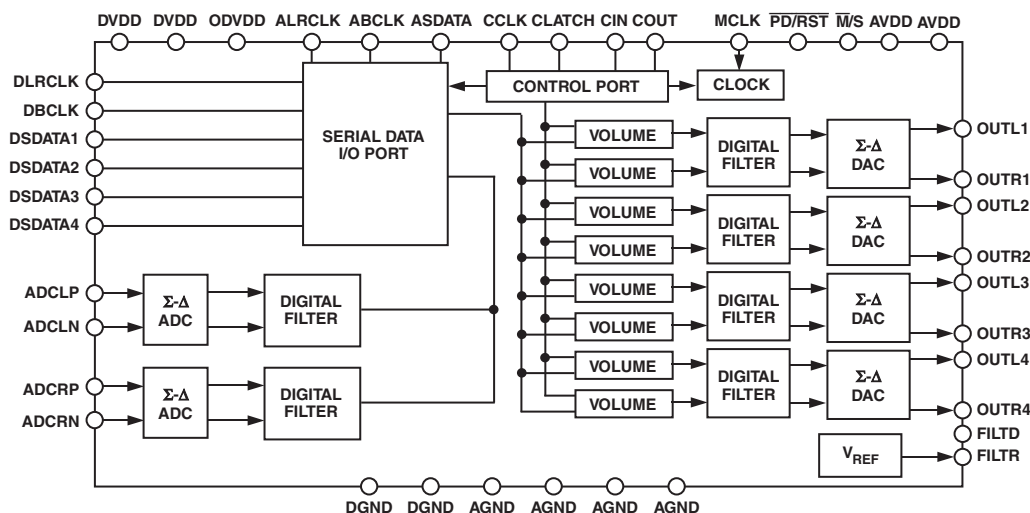 DVDD DVDD ODVDD ALRCLK ABCLK ASDATA CCLK CLATCH CIN COUT MCLK PD/RST M/S AVDD AVDD
DLRCLK
DBCLK
DSDATA1
DSDATA2
DSDATA3
DSDATA4
SERIAL DATA
I/O PORT
CONTROL PORT
CLOCK
VOLUME
VOLUME
DIGITAL
FILTER
Σ-Δ
DAC
OUTL1
OUTR1
VOLUME
VOLUME
DIGITAL
FILTER
Σ-Δ
DAC
OUTL2
OUTR2
VOLUME
VOLUME
DIGITAL
FILTER
Σ-Δ
DAC
OUTL3
OUTR3
VOLUME
VOLUME
DIGITAL
FILTER
Σ-Δ
DAC
OUTL4
OUTR4
ADCLP
ADCLN
Σ-Δ
ADC
DIGITAL
FILTER
ADCRP
ADCRN
Σ-Δ
ADC
DIGITAL
FILTER
VREF
FILTD
FILTR
DGND DGND AGND AGND AGND AGND